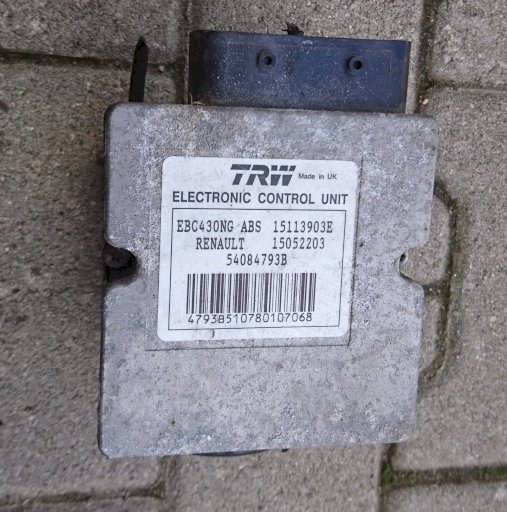 TRW Made in UK
ELECTRONIC CONTROL UNIT
EBC430NG ABS 15113903E
RENAULT 15052203
54084793B
4793B510780107068